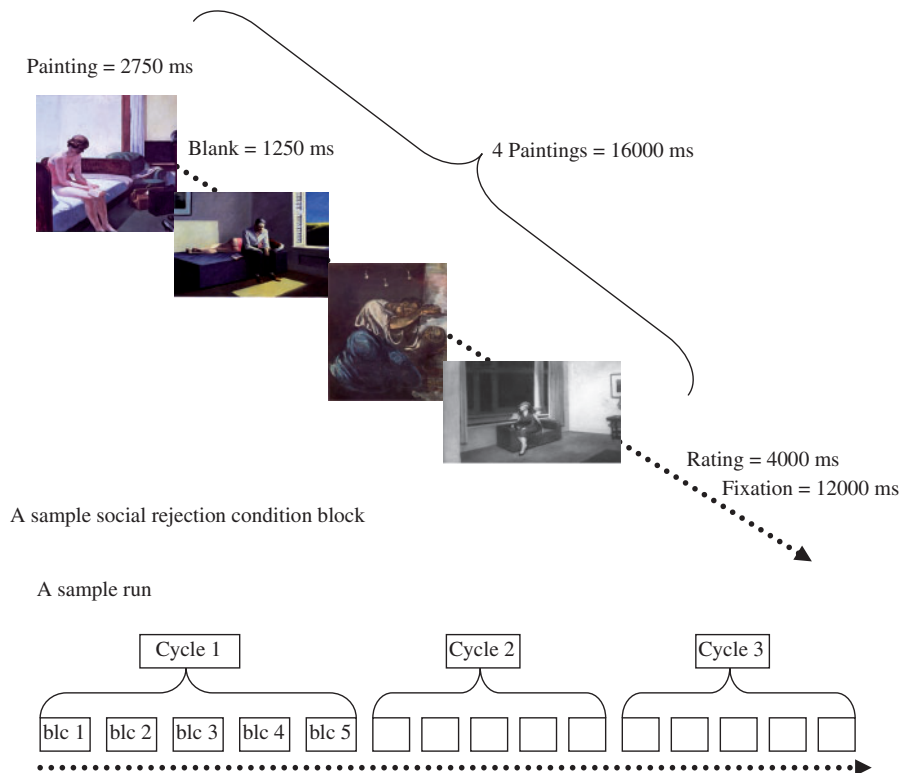 Painting = 2750 ms
Blank = 1250 ms
4 Paintings = 16000 ms
Rating = 4000 ms
Fixation = 12000 ms
A sample social rejection condition block
A sample run
Cycle 1
Cycle 2
Cycle 3
blc 1
blc 2
blc 3
blc 4
blc 5